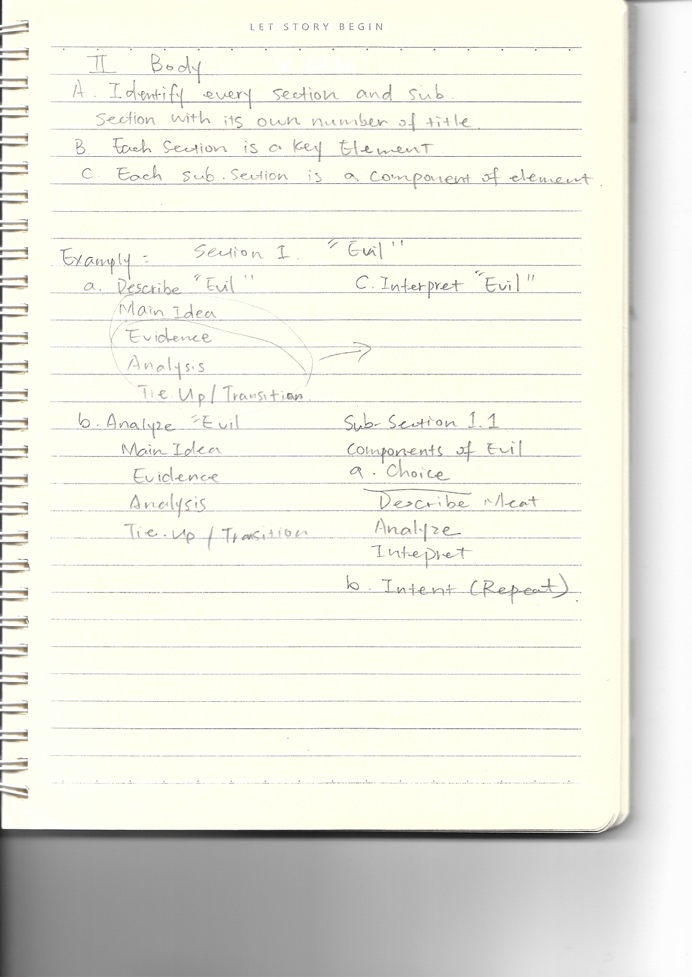 LET STORY BEGIN
II Body
A. Identify every section and sub.
section with its own number of title.
B Each Section is a key Element.
C. Each sub-section is a component of element.
Examply: Section I. "Evil"
a. Describe "Evil"
Main Idea
Evidence
Analysis
Tie Up / Transition
b. Analyze "Evil
Main Idea
Evidence
Analysis
Tie-Up / Transition
C. Interpret "Evil"
Sub-Section 1.1
Components of Evil
a. Choice
Describe
Analyze
Intepret
b. Intent (Repeat).